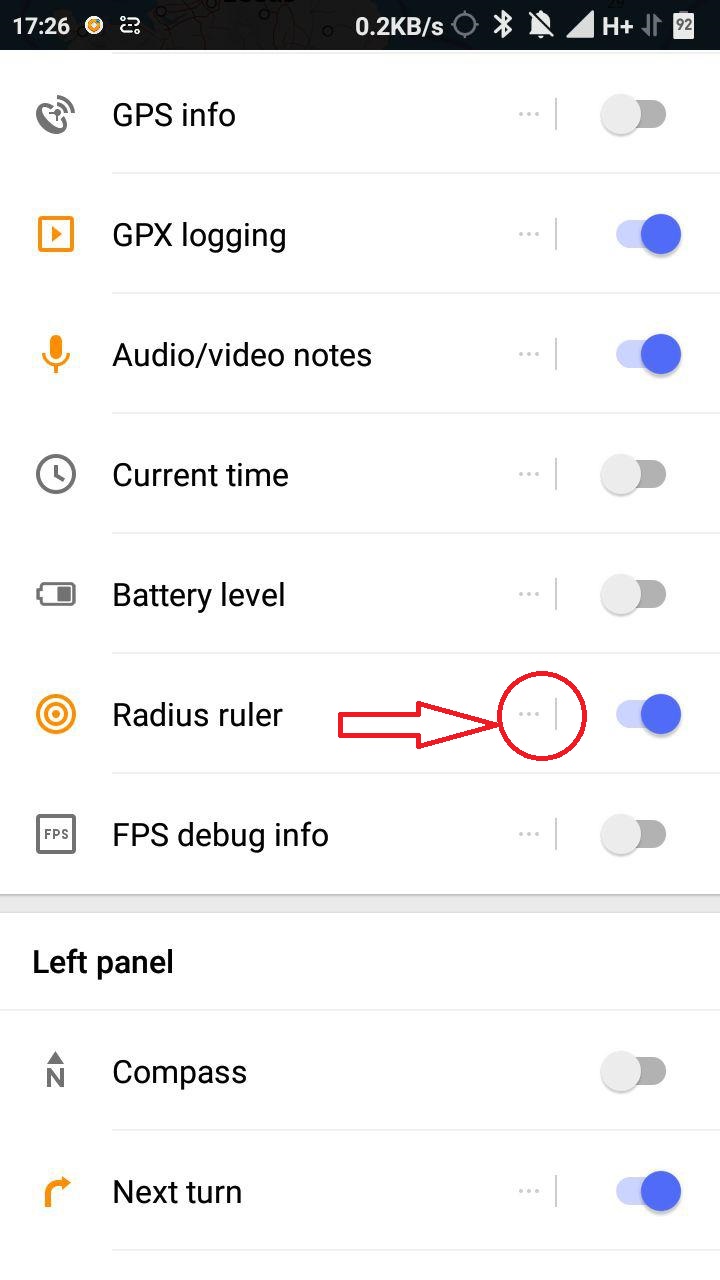 17:26 0.2KB/s H+ 92
GPS info
GPX logging
Audio/video notes
Current time
Battery level
Radius ruler
FPS FPS debug info
Left panel
N Compass
Next turn